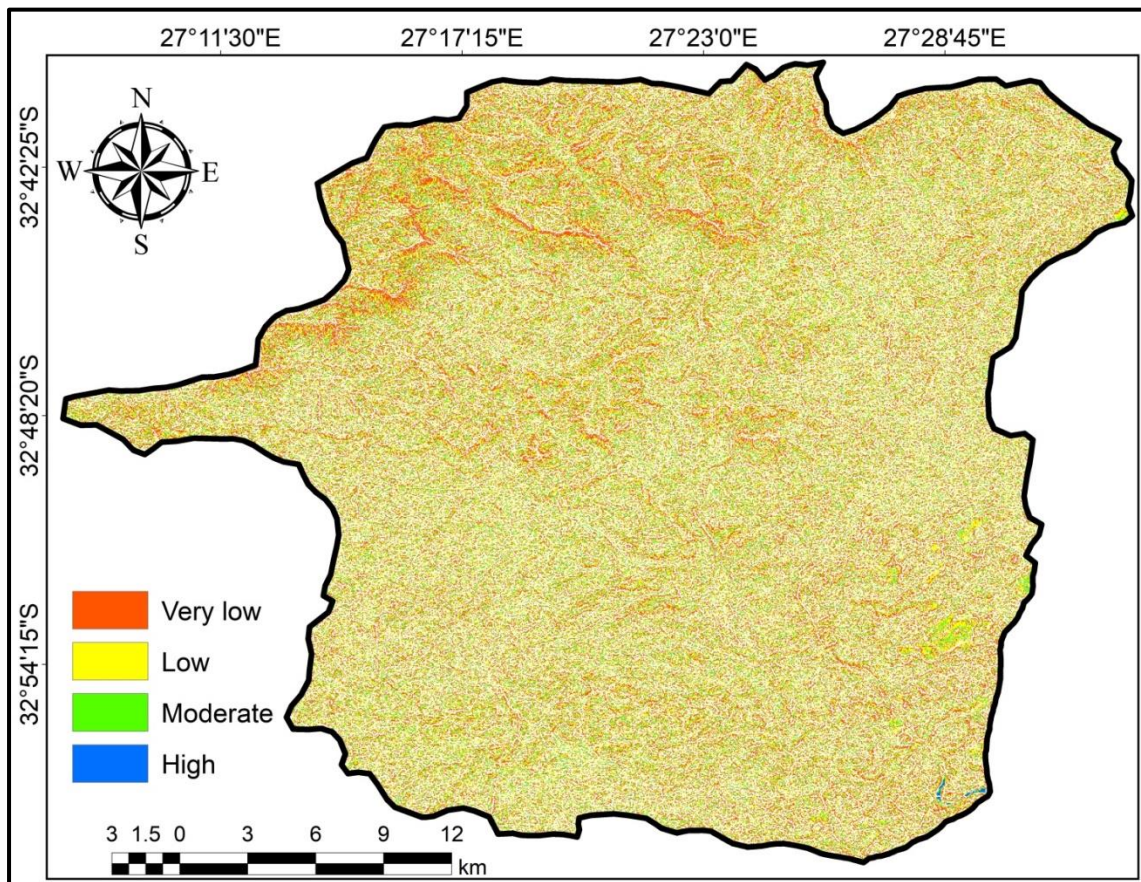 27°11'30"E 27°17'15"E 27°23'0"E 27°28'45"E
32°42'25"S
32°48'20"S
32°54'15"S
N
W E
S
Very low
Low
Moderate
High
3 1.5 0 3 6 9 12
km